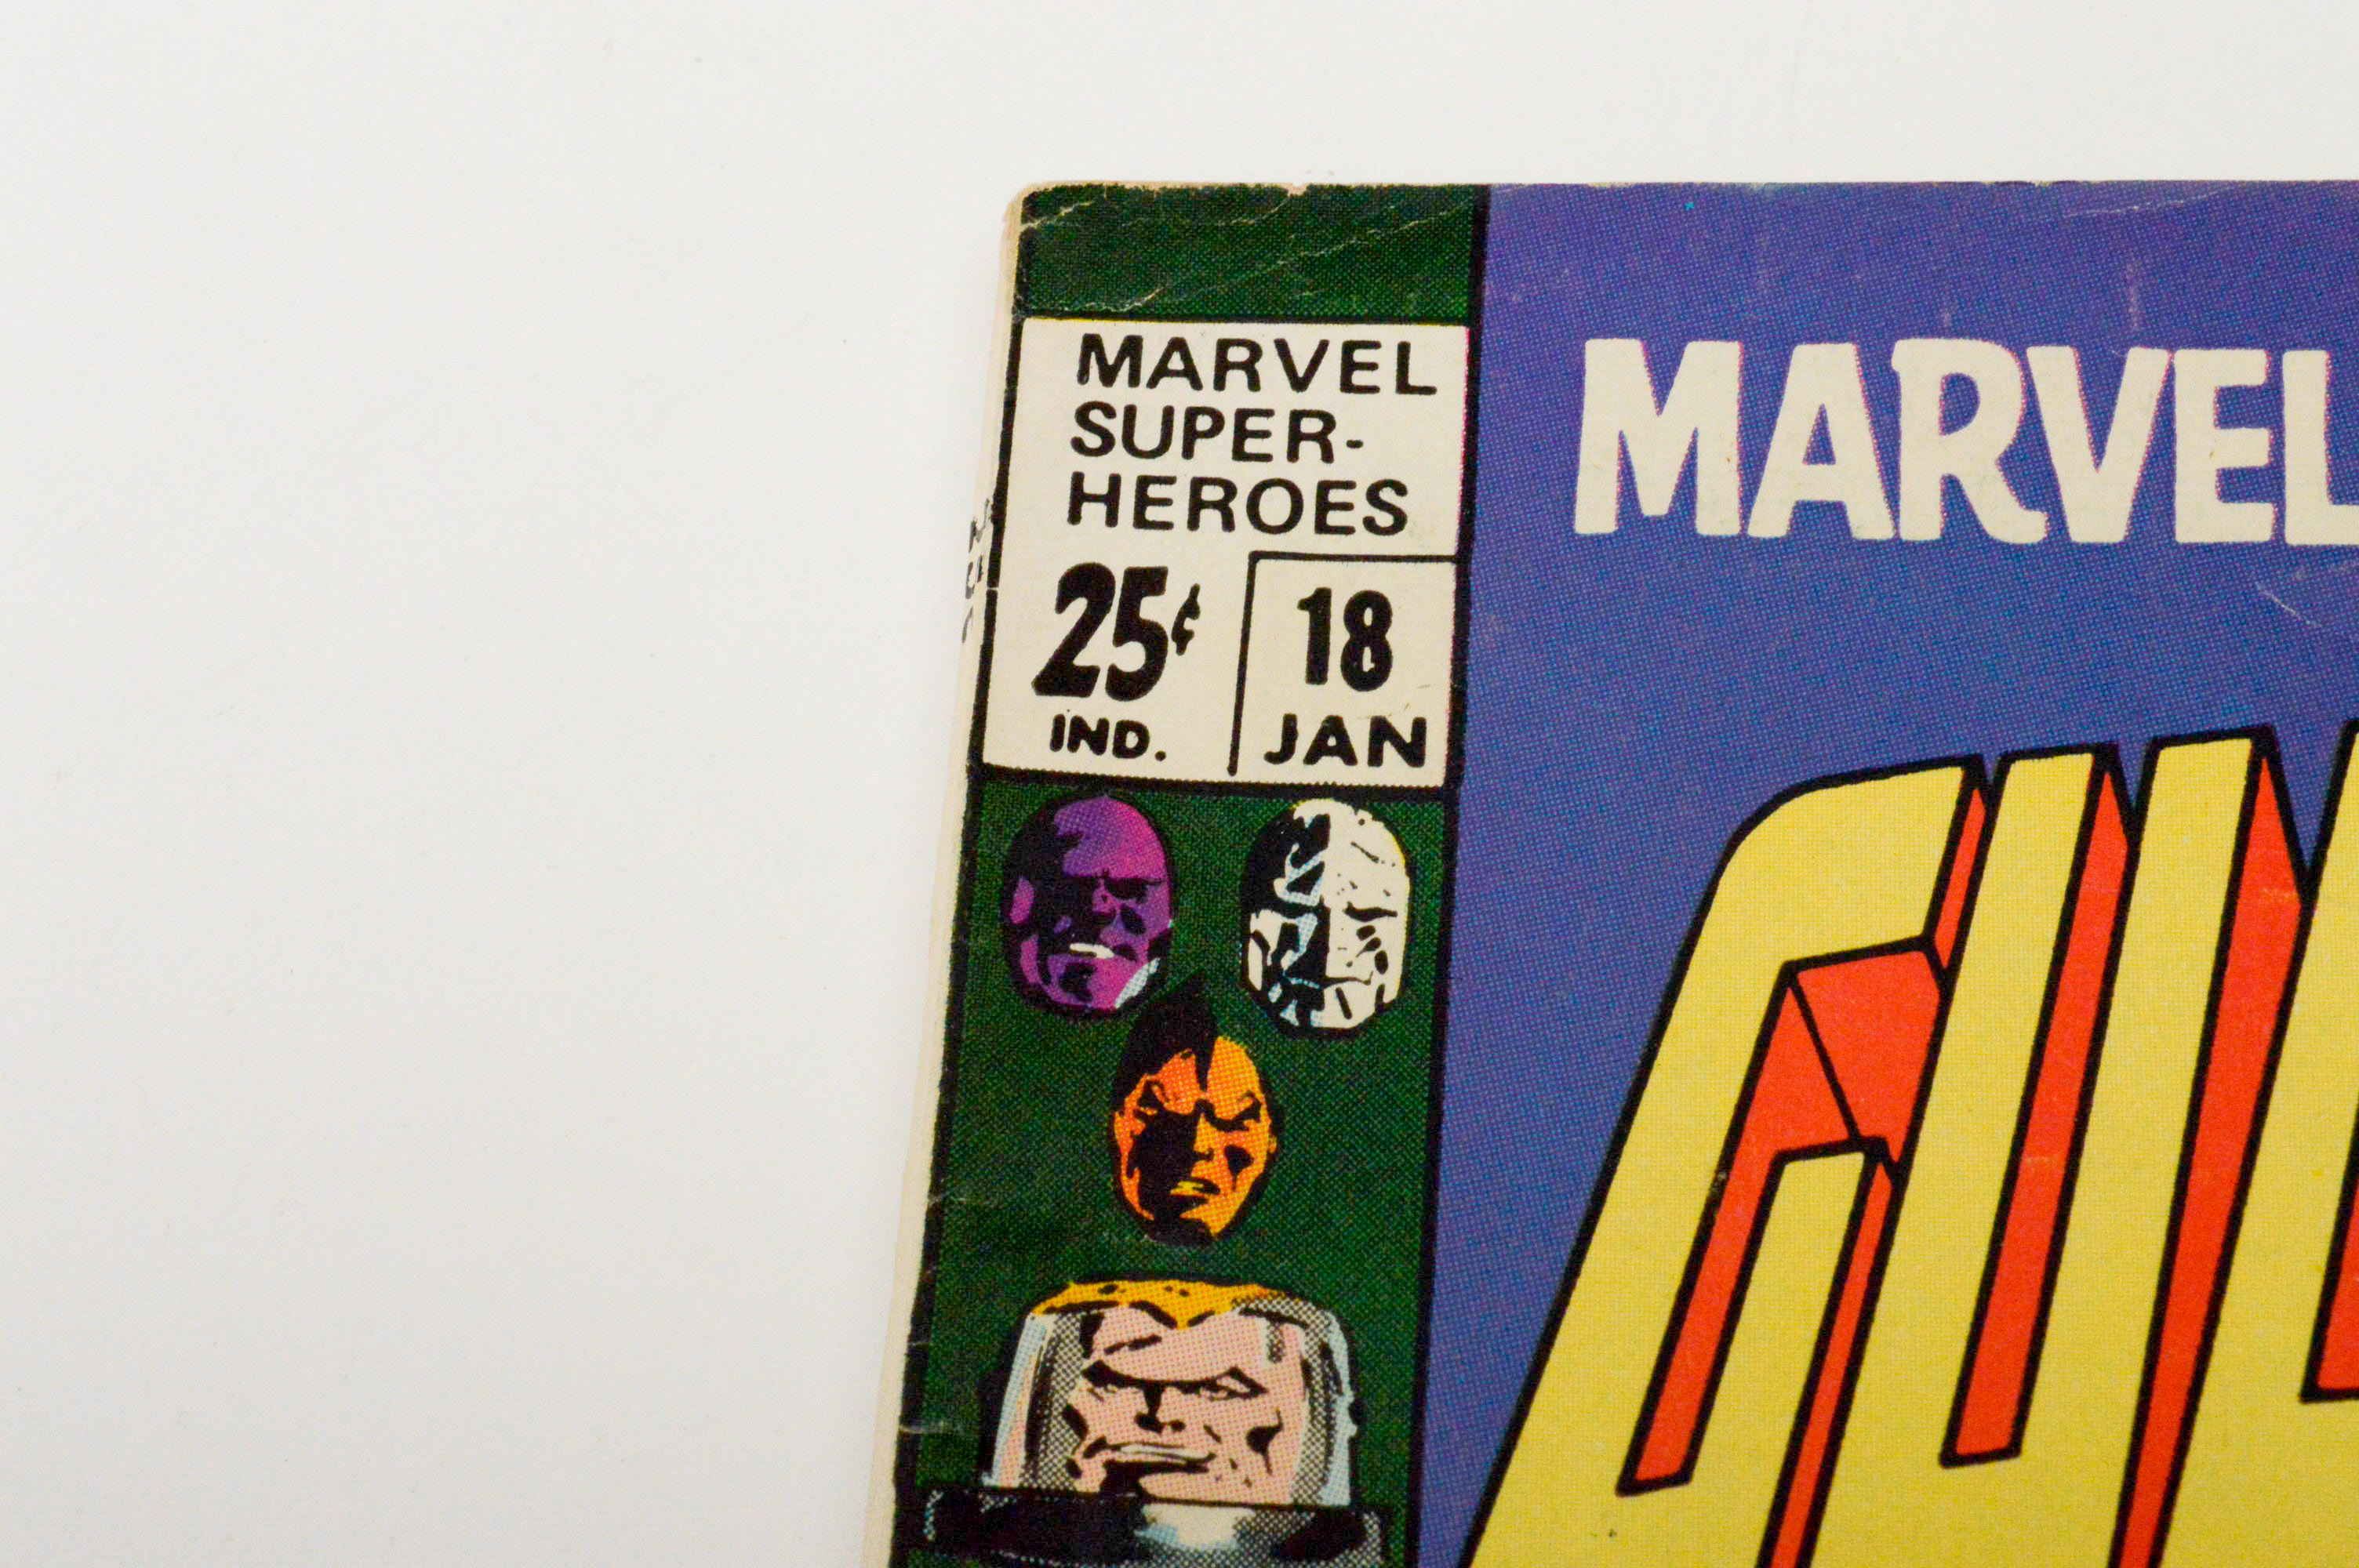 MARVEL
SUPER-
HEROES
25¢
IND.
18
JAN
MARVEL